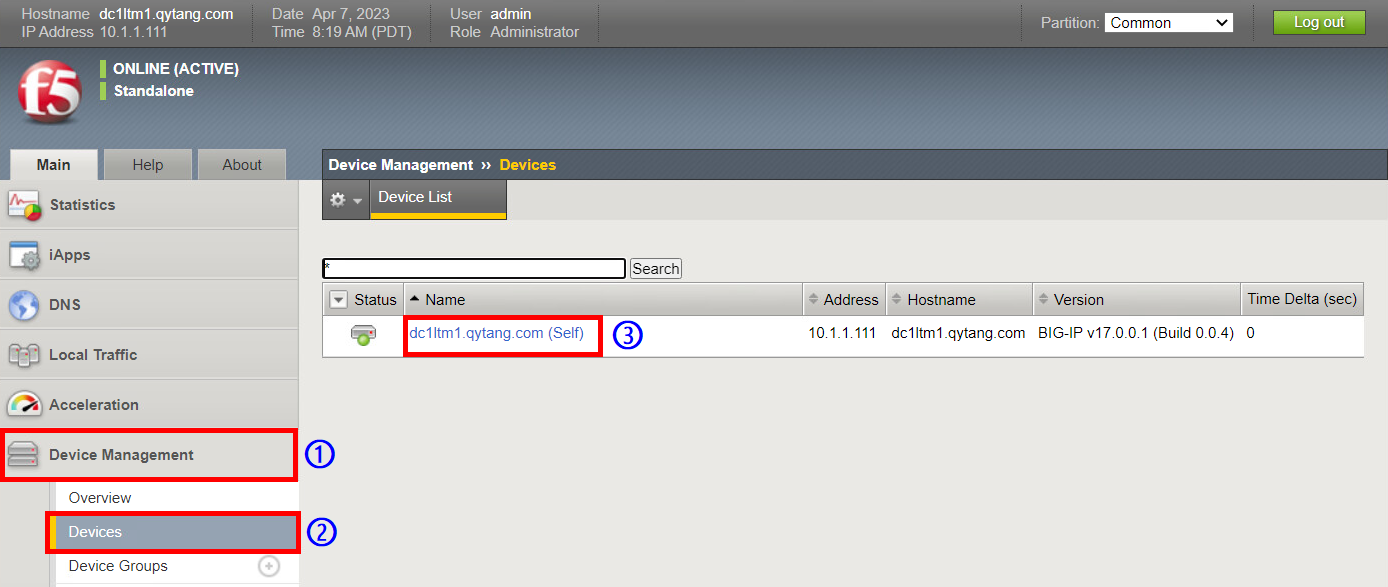 Hostname dc1ltm1.qytang.com Date Apr 7, 2023 User admin
IP Address 10.1.1.111 Time 8:19 AM (PDT) Role Administrator
Partition: Common Log out
f5
ONLINE (ACTIVE)
Standalone
Main Help About
Device Management ›› Devices
Device List
Statistics
iApps
DNS
Local Traffic
Acceleration
Device Management ①
Overview
Devices ②
Device Groups
* Search
Status Name Address Hostname Version Time Delta (sec)
dc1ltm1.qytang.com (Self) ③ 10.1.1.111 dc1ltm1.qytang.com BIG-IP v17.0.0.1 (Build 0.0.4) 0